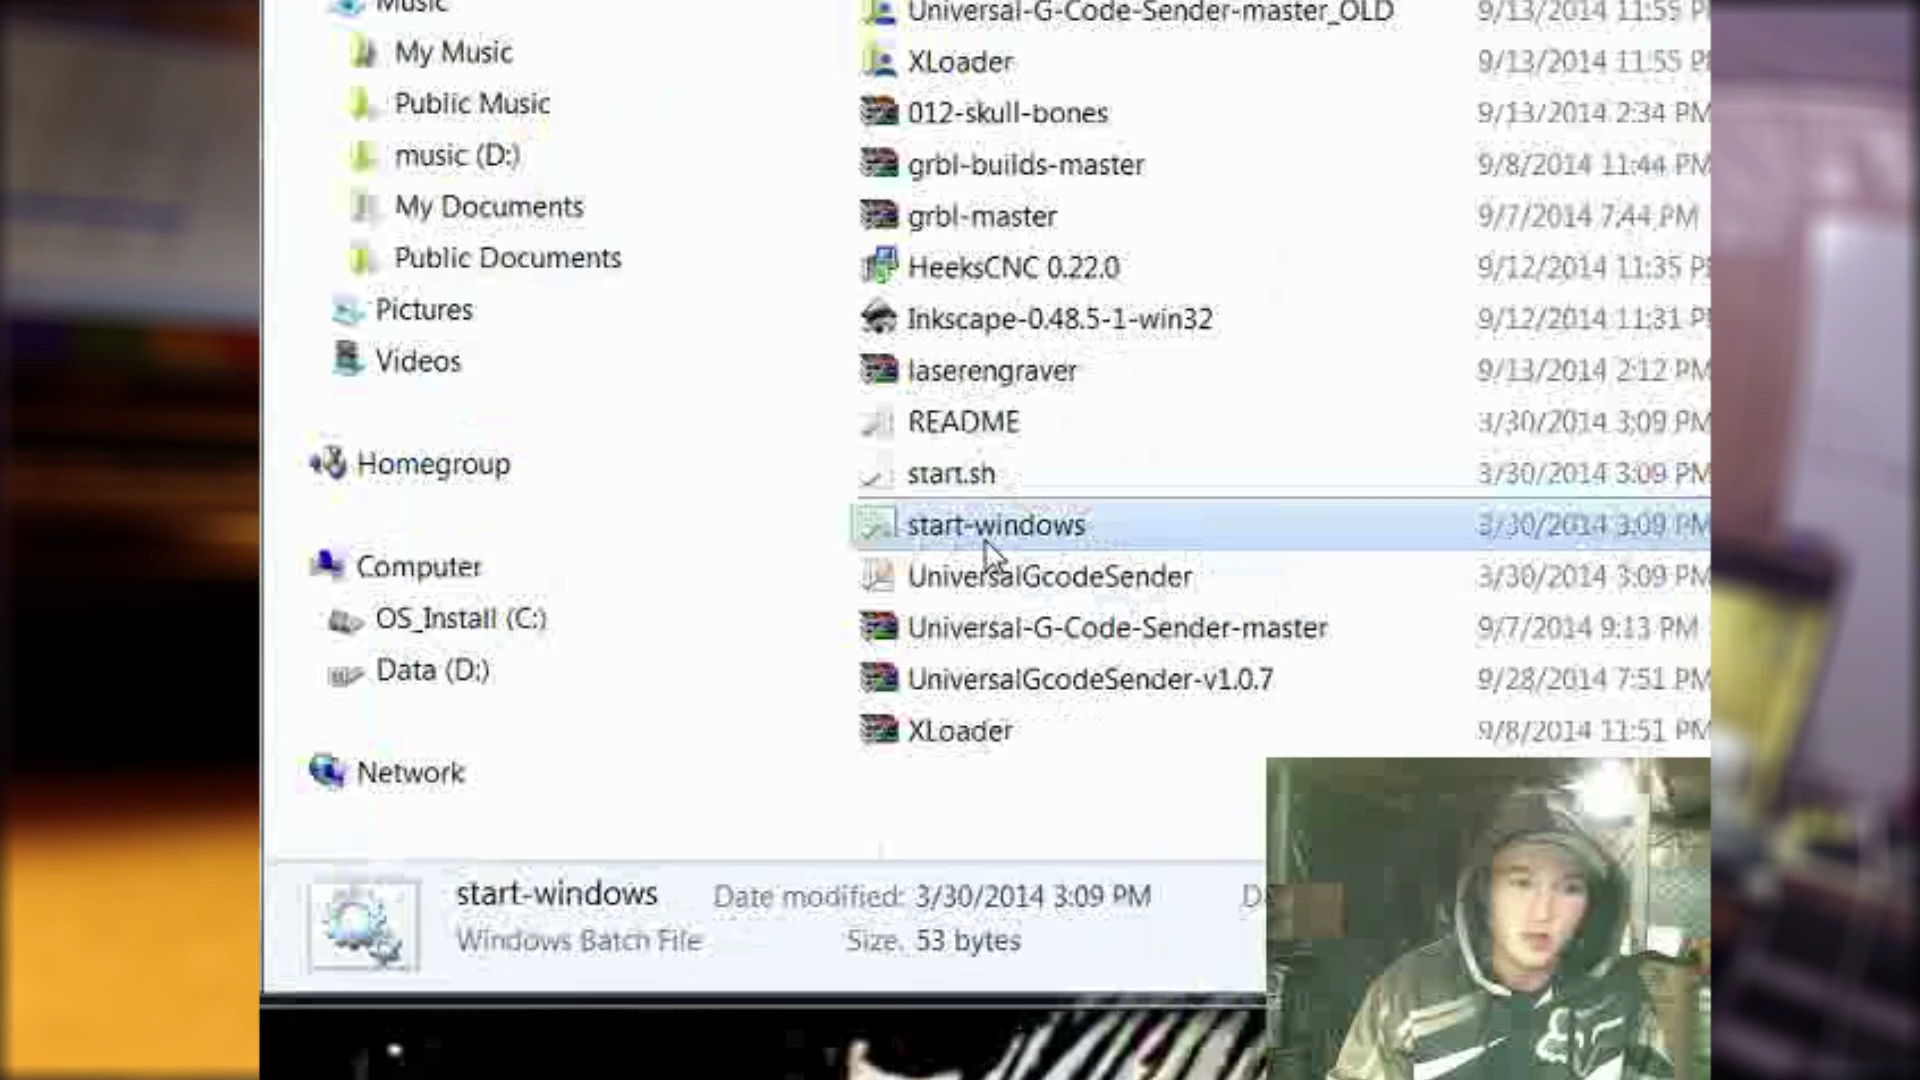 Music
My Music
Public Music
music (D:)
My Documents
Public Documents
Pictures
Videos
Homegroup
Computer
OS_Install (C:)
Data (D:)
Network
Universal-G-Code-Sender-master_OLD 9/13/2014 11:55 P
XLoader 9/13/2014 11:55 P
012-skull-bones 9/13/2014 2:34 PM
grbl-builds-master 9/8/2014 11:44 PM
grbl-master 9/7/2014 7:44 PM
HeeksCNC 0.22.0 9/12/2014 11:35 P
Inkscape-0.48.5-1-win32 9/12/2014 11:31 P
laserengraver 9/13/2014 2:12 PM
README 3/30/2014 3:09 PM
start.sh 3/30/2014 3:09 PM
start-windows 3/30/2014 3:09 PM
UniversalGcodeSender 3/30/2014 3:09 PM
Universal-G-Code-Sender-master 9/7/2014 9:13 PM
UniversalGcodeSender-v1.0.7 9/28/2014 7:51 PM
XLoader 9/8/2014 11:51 PM
start-windows Date modified: 3/30/2014 3:09 PM
Windows Batch File Size: 53 bytes